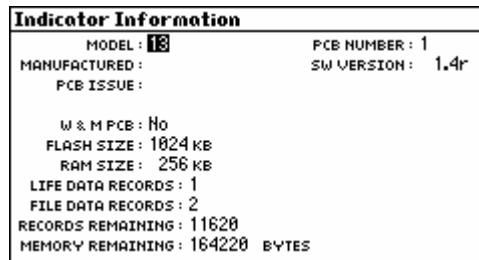 Indicator Information
MODEL : 13 PCB NUMBER : 1
MANUFACTURED : SW VERSION : 1.4r
PCB ISSUE :
W & M PCB : No
FLASH SIZE : 1024 KB
RAM SIZE : 256 KB
LIFE DATA RECORDS : 1
FILE DATA RECORDS : 2
RECORDS REMAINING : 11620
MEMORY REMAINING : 164220 BYTES